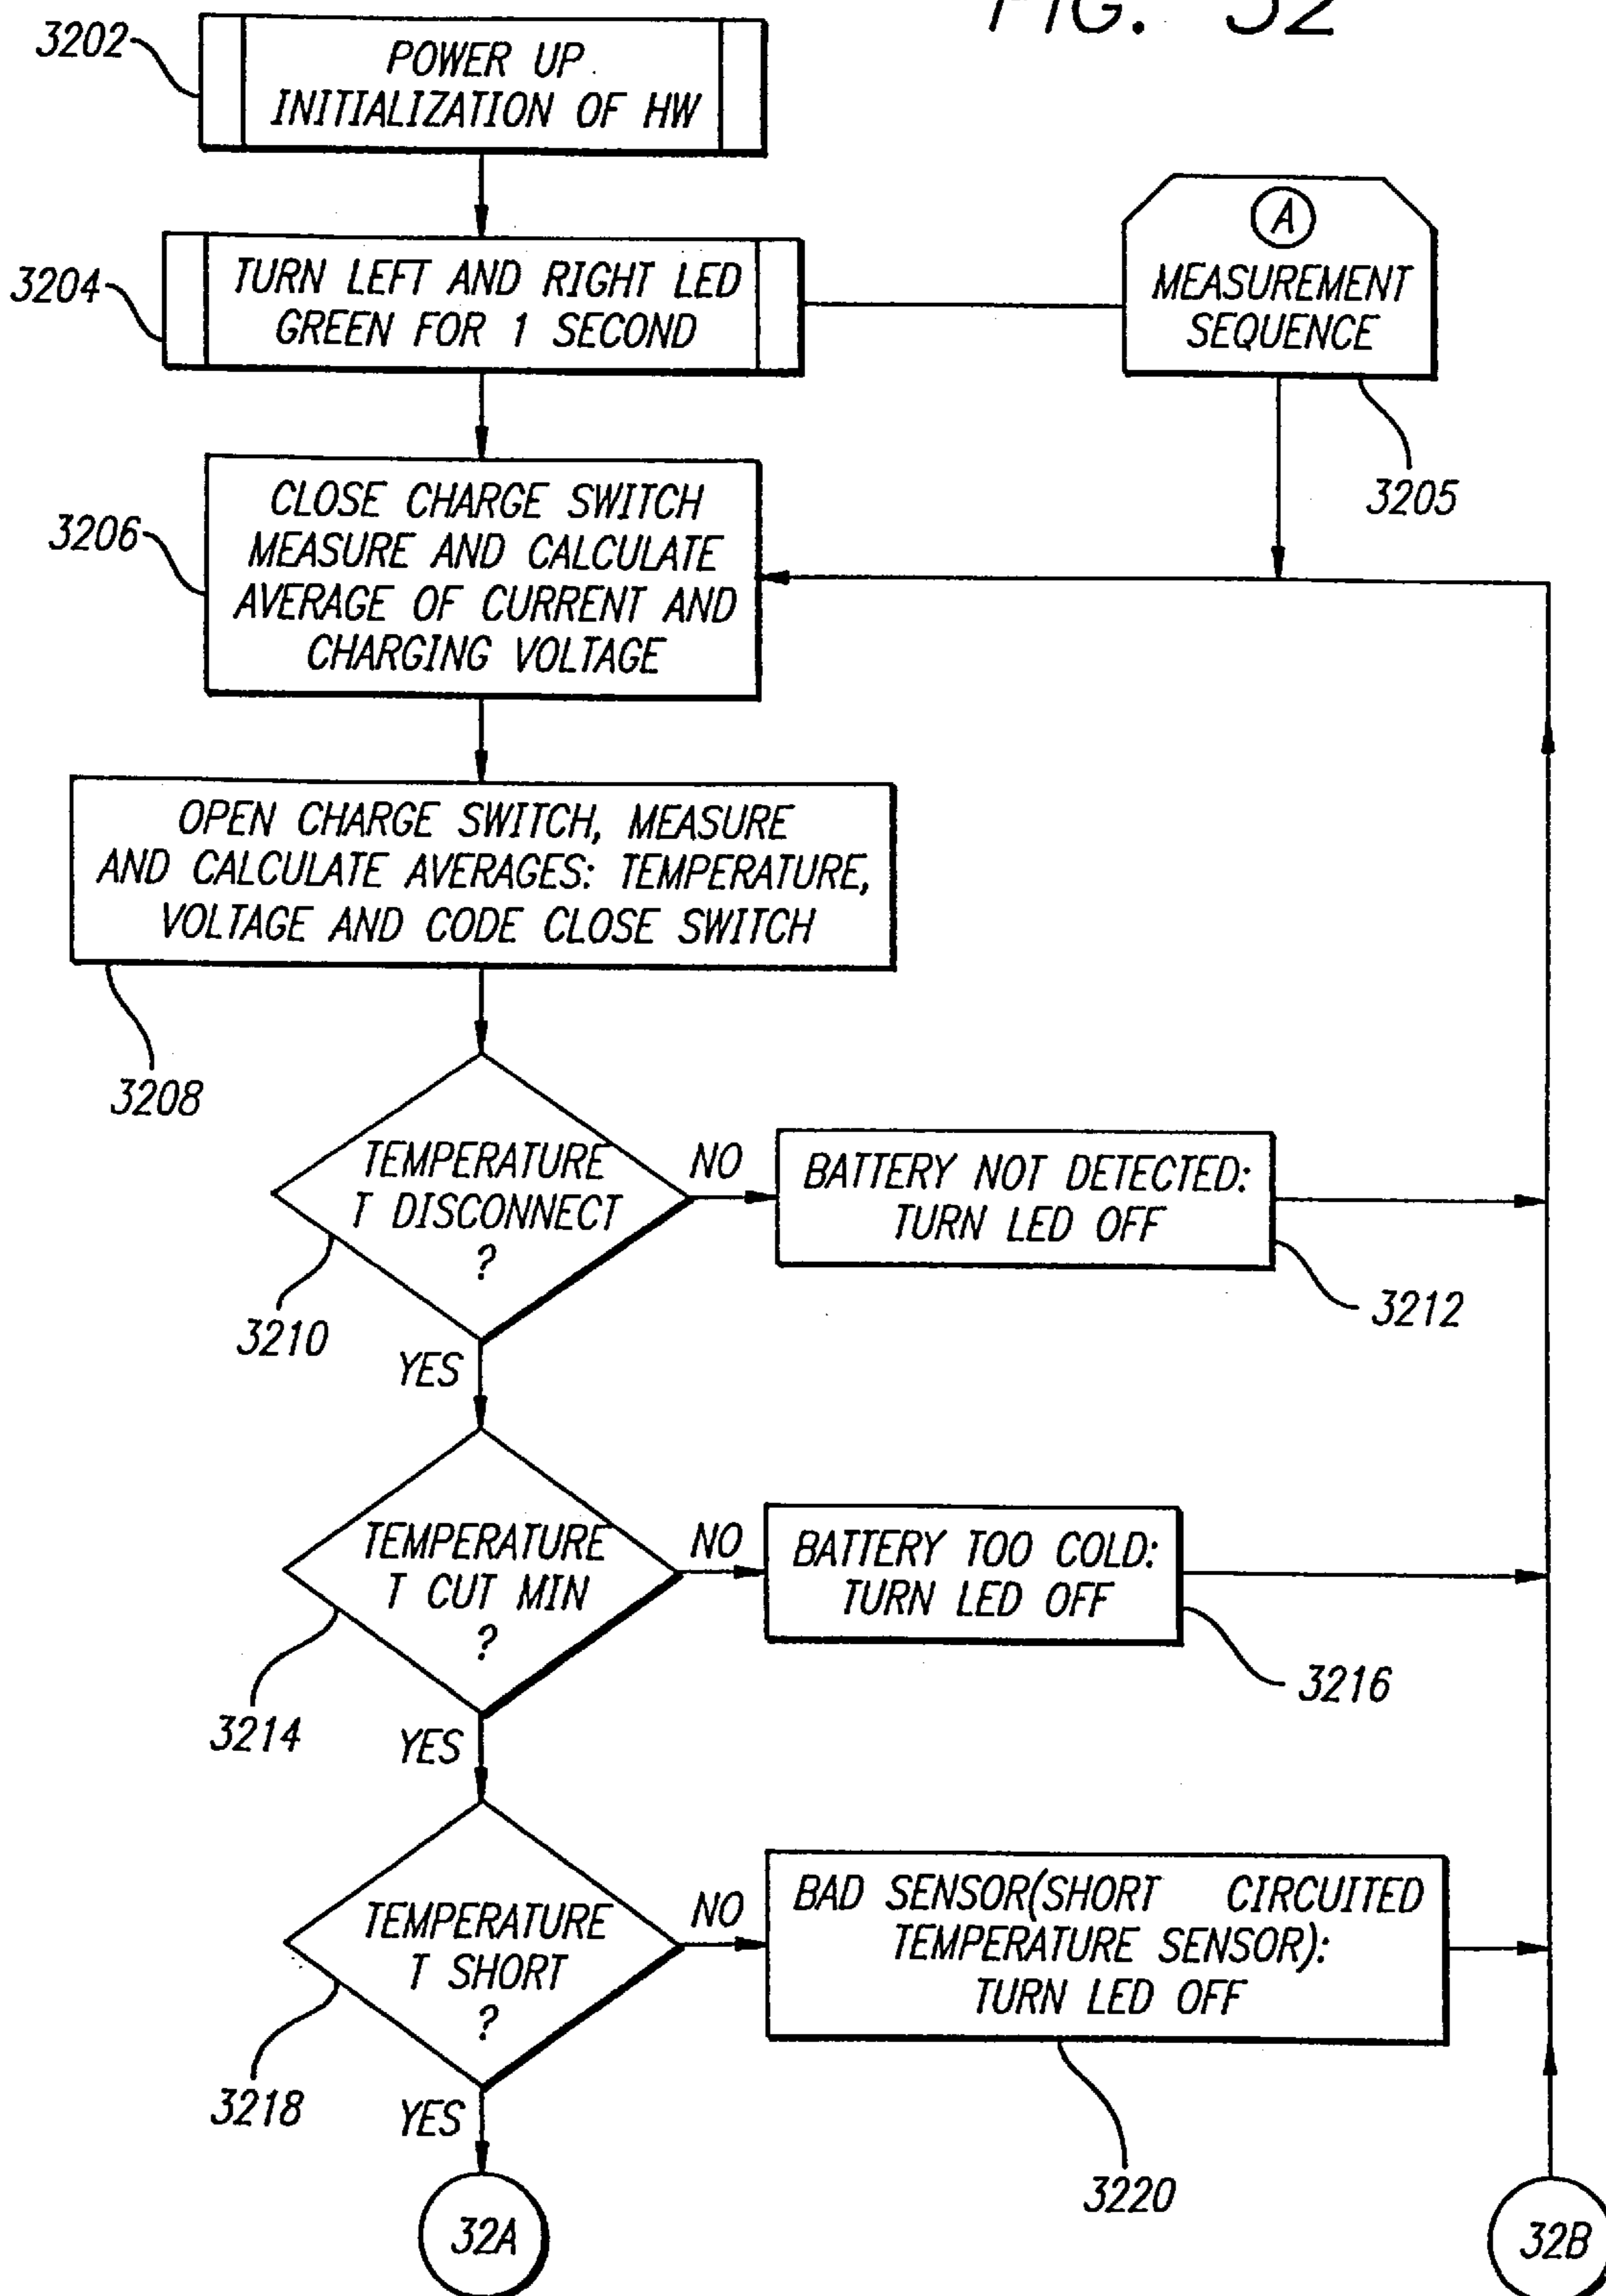 FIG. 32
3202
POWER UP
INITIALIZATION OF HW
3204
TURN LEFT AND RIGHT LED
GREEN FOR 1 SECOND
A
MEASUREMENT
SEQUENCE
3205
3206
CLOSE CHARGE SWITCH
MEASURE AND CALCULATE
AVERAGE OF CURRENT AND
CHARGING VOLTAGE
OPEN CHARGE SWITCH, MEASURE
AND CALCULATE AVERAGES: TEMPERATURE,
VOLTAGE AND CODE CLOSE SWITCH
3208
TEMPERATURE
T DISCONNECT
?
3210
NO
BATTERY NOT DETECTED:
TURN LED OFF
3212
YES
TEMPERATURE
T CUT MIN
?
3214
NO
BATTERY TOO COLD:
TURN LED OFF
3216
YES
TEMPERATURE
T SHORT
?
3218
NO
BAD SENSOR(SHORT CIRCUITED
TEMPERATURE SENSOR):
TURN LED OFF
3220
YES
32A
32B